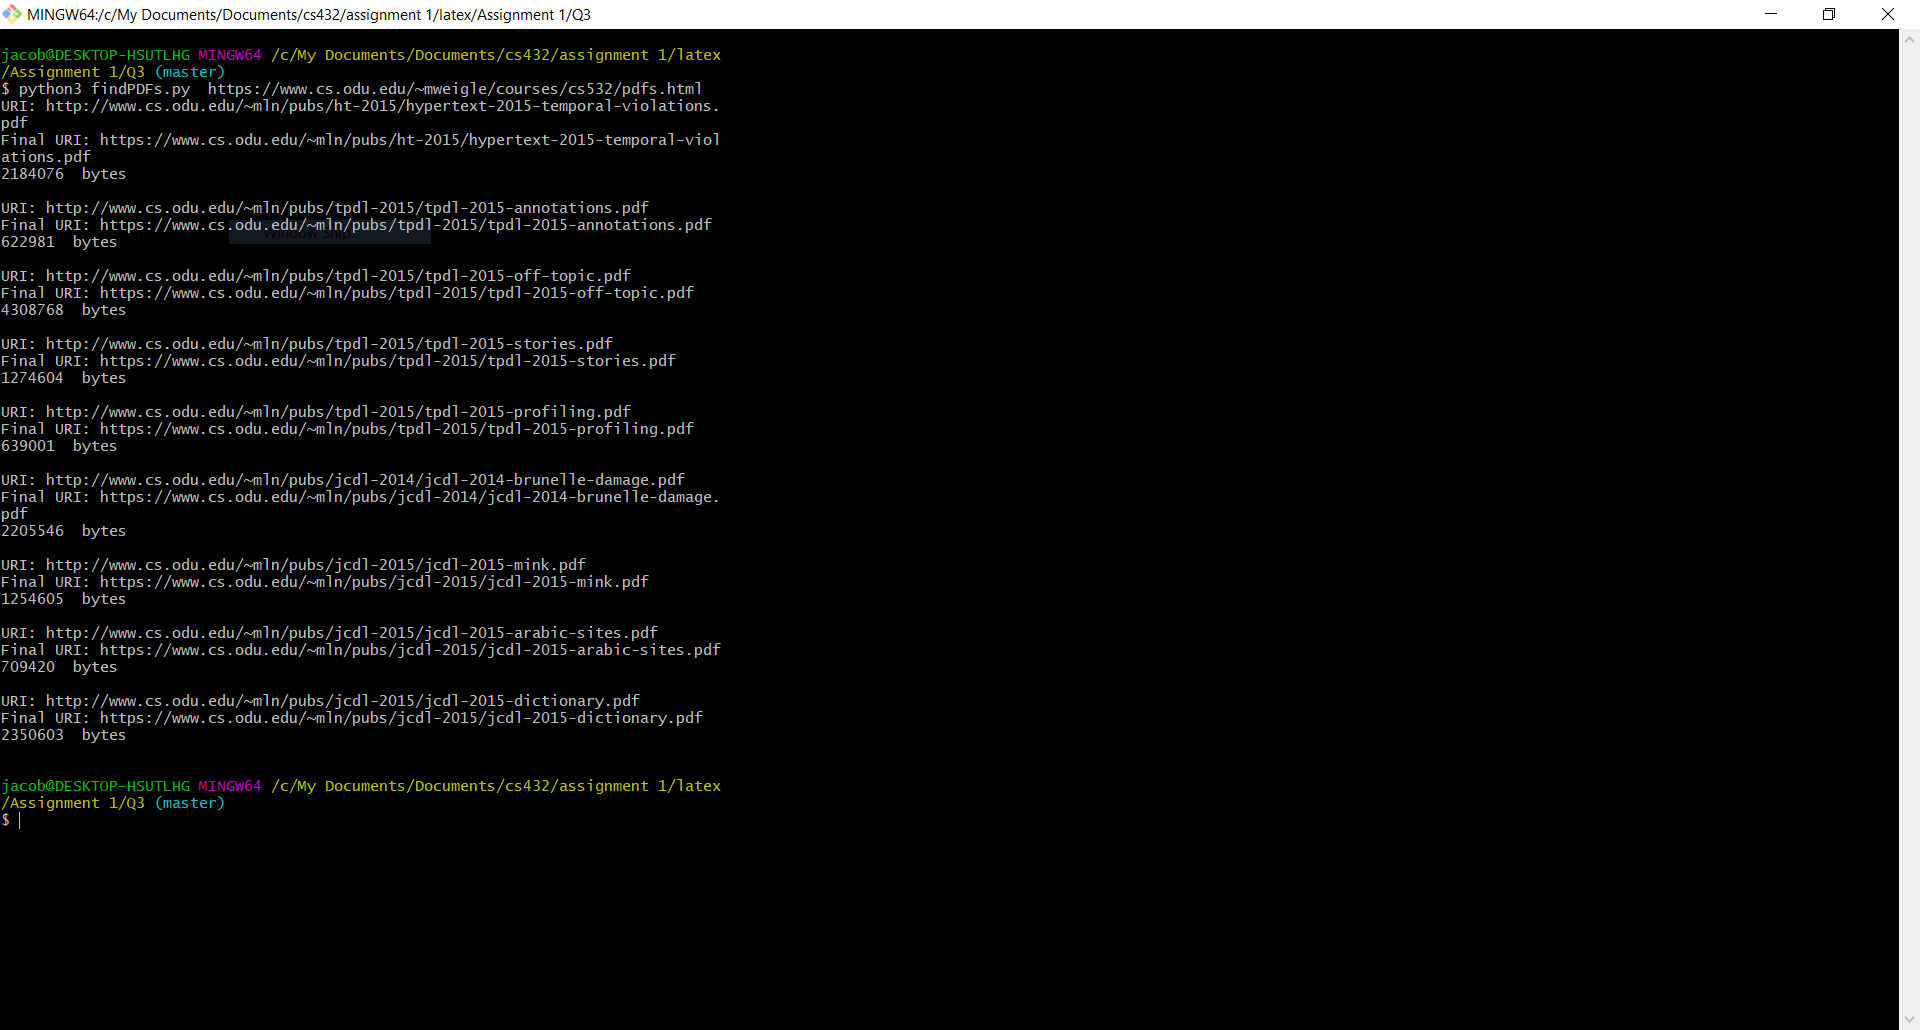 MINGW64:/c/My Documents/Documents/cs432/assignment 1/latex/Assignment 1/Q3
jacob@DESKTOP-HSUTLHG MINGW64 /c/My Documents/Documents/cs432/assignment 1/latex
/Assignment 1/Q3 (master)
$ python3 findPDFs.py  https://www.cs.odu.edu/~mweigle/courses/cs532/pdfs.html
URI: http://www.cs.odu.edu/~mln/pubs/ht-2015/hypertext-2015-temporal-violations.
pdf
Final URI: https://www.cs.odu.edu/~mln/pubs/ht-2015/hypertext-2015-temporal-viol
ations.pdf
2184076  bytes
URI: http://www.cs.odu.edu/~mln/pubs/tpdl-2015/tpdl-2015-annotations.pdf
Final URI: https://www.cs.odu.edu/~mln/pubs/tpdl-2015/tpdl-2015-annotations.pdf
622981  bytes
URI: http://www.cs.odu.edu/~mln/pubs/tpdl-2015/tpdl-2015-off-topic.pdf
Final URI: https://www.cs.odu.edu/~mln/pubs/tpdl-2015/tpdl-2015-off-topic.pdf
4308768  bytes
URI: http://www.cs.odu.edu/~mln/pubs/tpdl-2015/tpdl-2015-stories.pdf
Final URI: https://www.cs.odu.edu/~mln/pubs/tpdl-2015/tpdl-2015-stories.pdf
1274604  bytes
URI: http://www.cs.odu.edu/~mln/pubs/tpdl-2015/tpdl-2015-profiling.pdf
Final URI: https://www.cs.odu.edu/~mln/pubs/tpdl-2015/tpdl-2015-profiling.pdf
639001  bytes
URI: http://www.cs.odu.edu/~mln/pubs/jcdl-2014/jcdl-2014-brunelle-damage.pdf
Final URI: https://www.cs.odu.edu/~mln/pubs/jcdl-2014/jcdl-2014-brunelle-damage.
pdf
2205546  bytes
URI: http://www.cs.odu.edu/~mln/pubs/jcdl-2015/jcdl-2015-mink.pdf
Final URI: https://www.cs.odu.edu/~mln/pubs/jcdl-2015/jcdl-2015-mink.pdf
1254605  bytes
URI: http://www.cs.odu.edu/~mln/pubs/jcdl-2015/jcdl-2015-arabic-sites.pdf
Final URI: https://www.cs.odu.edu/~mln/pubs/jcdl-2015/jcdl-2015-arabic-sites.pdf
709420  bytes
URI: http://www.cs.odu.edu/~mln/pubs/jcdl-2015/jcdl-2015-dictionary.pdf
Final URI: https://www.cs.odu.edu/~mln/pubs/jcdl-2015/jcdl-2015-dictionary.pdf
2350603  bytes
jacob@DESKTOP-HSUTLHG MINGW64 /c/My Documents/Documents/cs432/assignment 1/latex
/Assignment 1/Q3 (master)
$